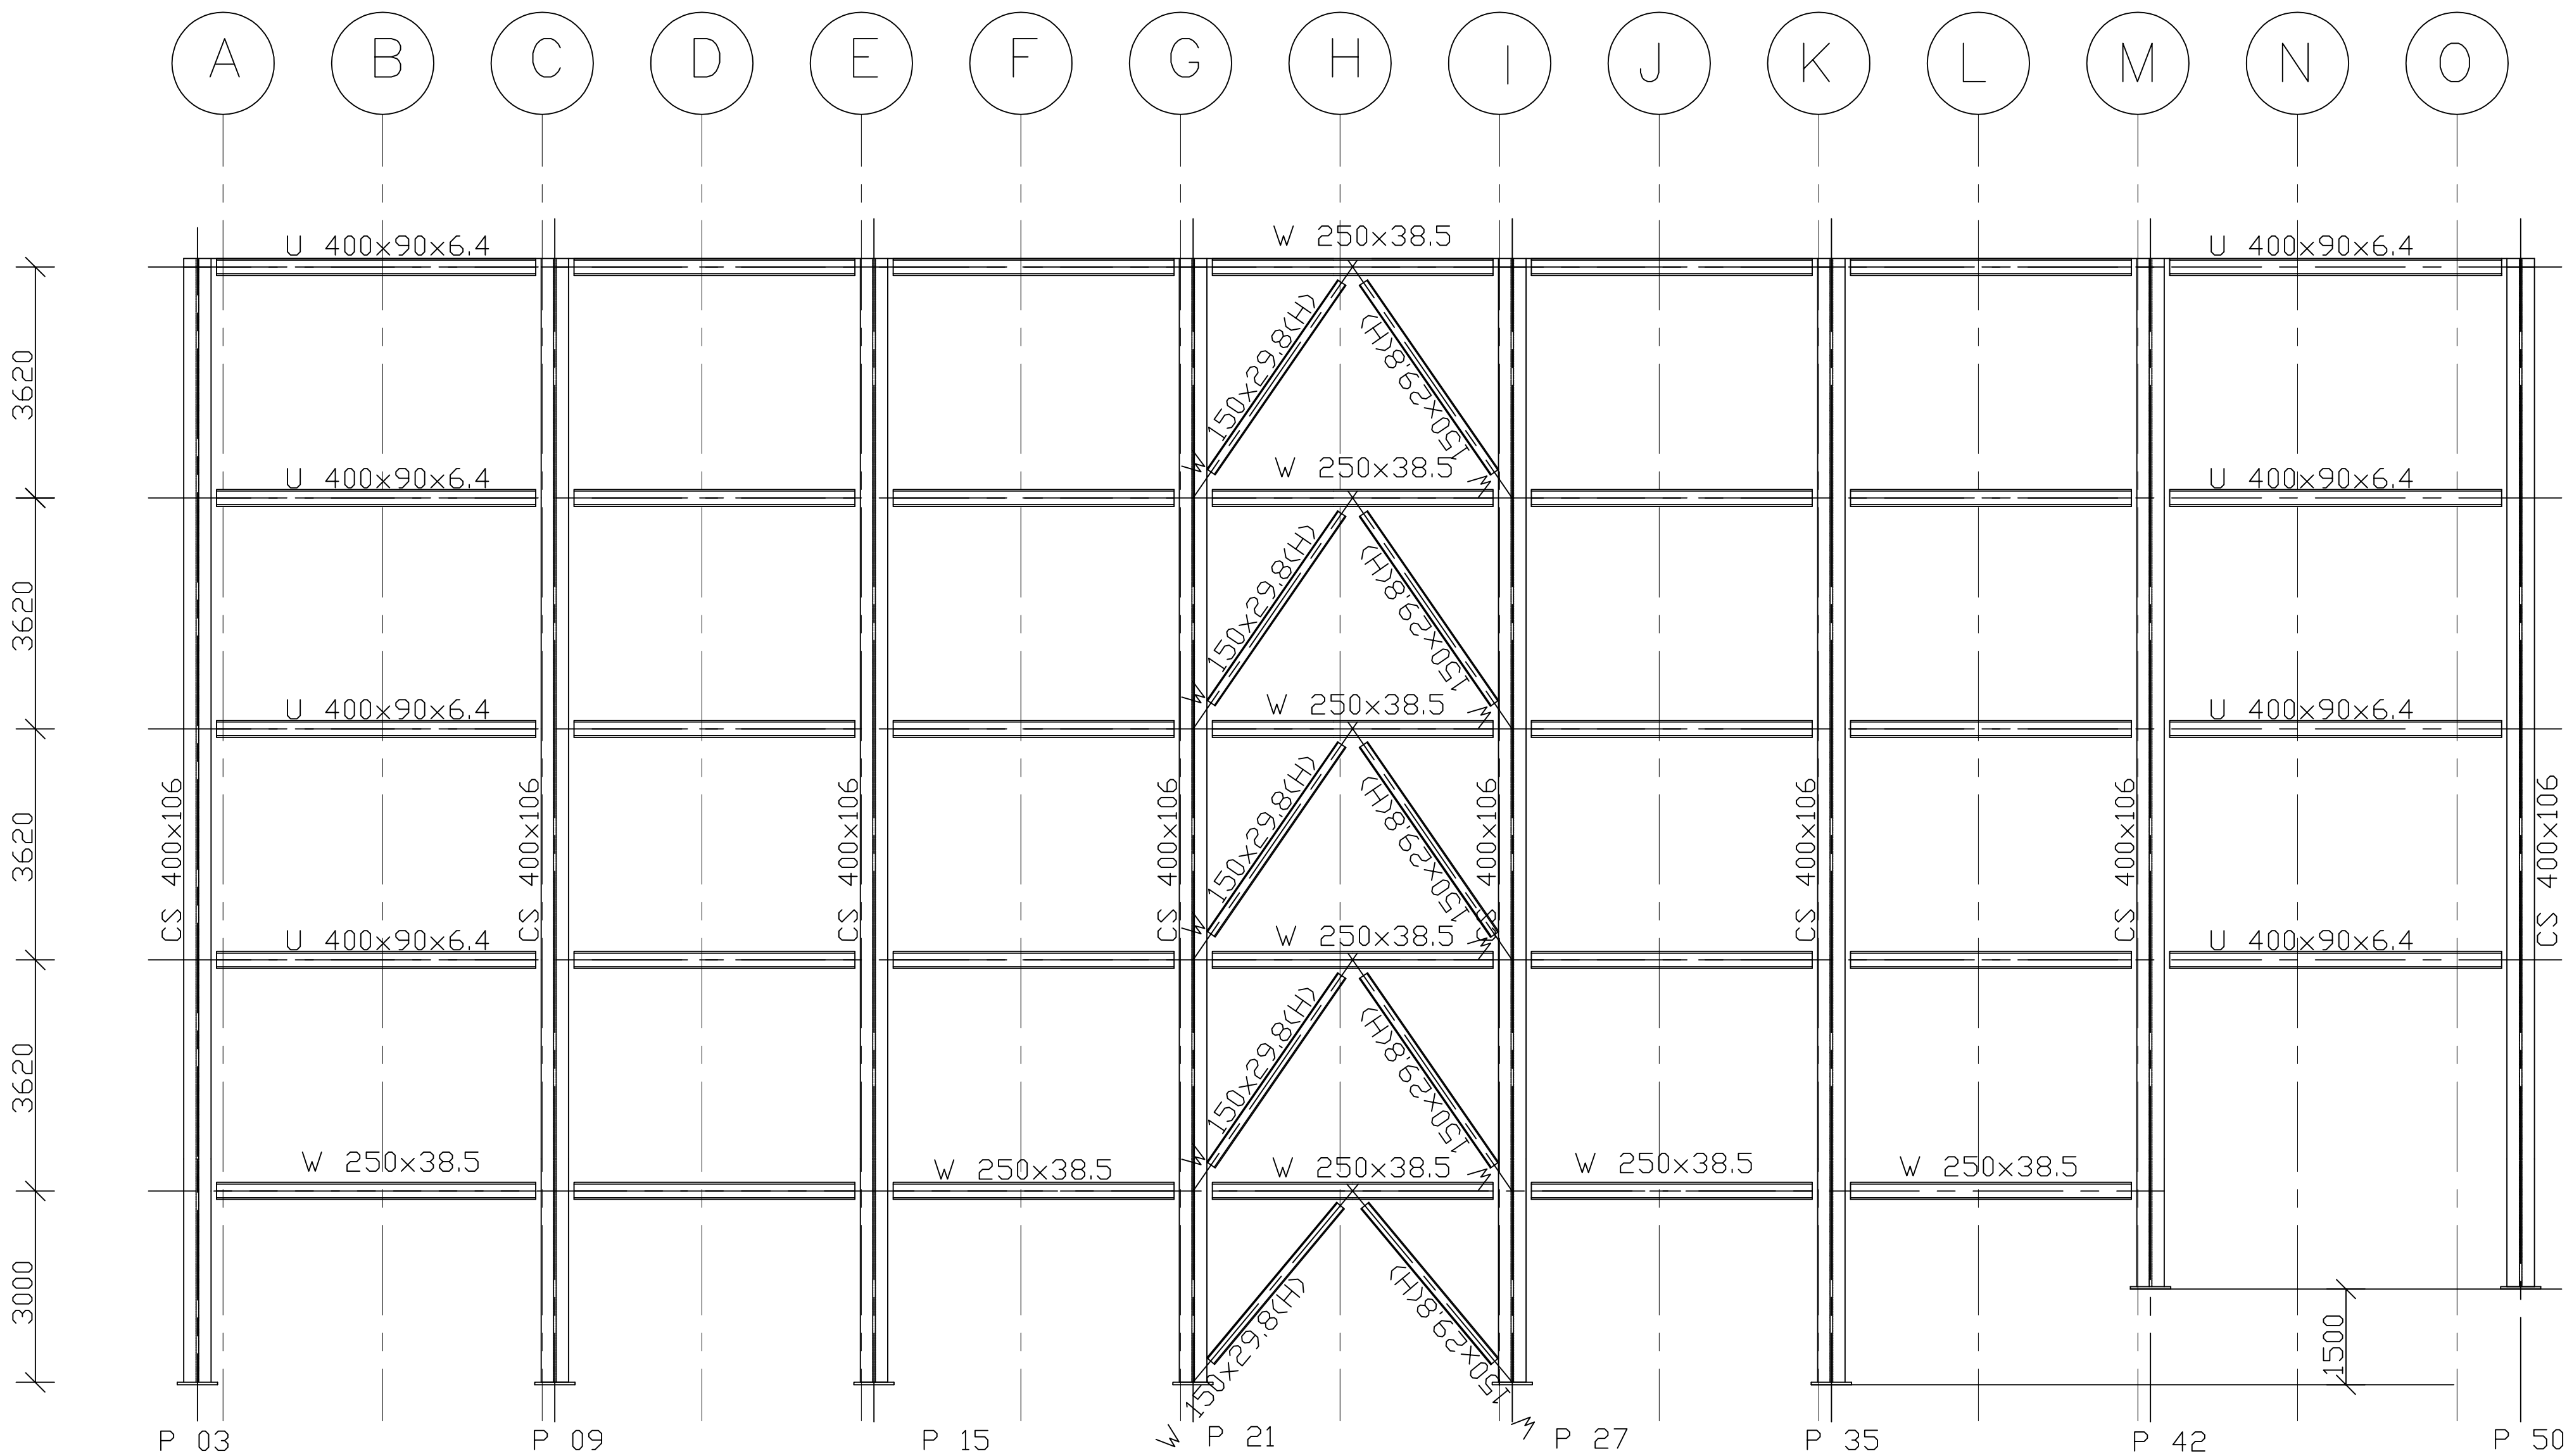 A B C D E F G H I J K L M N O
W 250x38.5
U 400x90x6.4 U 400x90x6.4
3620
W 150x29.8(H) W 150x29.8(H)
W 250x38.5
U 400x90x6.4 U 400x90x6.4
3620
W 150x29.8(H) W 150x29.8(H)
W 250x38.5
U 400x90x6.4 U 400x90x6.4
3620
CS 400x106 CS 400x106 CS 400x106 CS 400x106 CS 400x106 CS 400x106 CS 400x106 CS 400x106
W 150x29.8(H) W 150x29.8(H)
W 250x38.5
U 400x90x6.4 U 400x90x6.4
3620
W 150x29.8(H) W 150x29.8(H)
W 250x38.5 W 250x38.5 W 250x38.5 W 250x38.5 W 250x38.5
3000
W 150x29.8(H) W 150x29.8(H)
1500
P 03 P 09 P 15 P 21 P 27 P 35 P 42 P 50